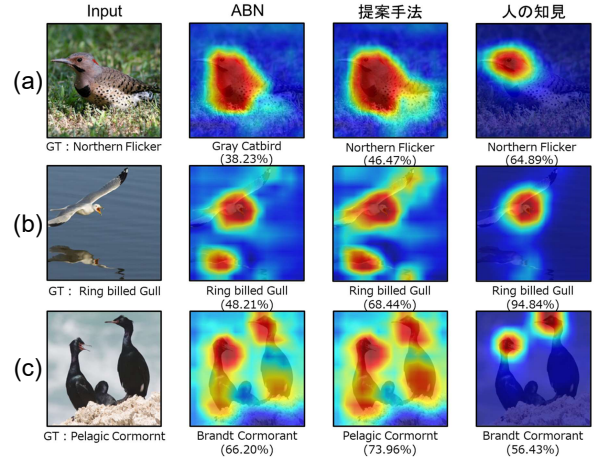 Input ABN 提案手法 人の知見
(a)
GT : Northern Flicker Gray Catbird Northern Flicker Northern Flicker
(38.23%) (46.47%) (64.89%)
(b)
GT : Ring billed Gull Ring billed Gull Ring billed Gull Ring billed Gull
(48.21%) (68.44%) (94.84%)
(c)
GT : Pelagic Cormornt Brandt Cormorant Pelagic Cormornt Brandt Cormorant
(66.20%) (73.96%) (56.43%)